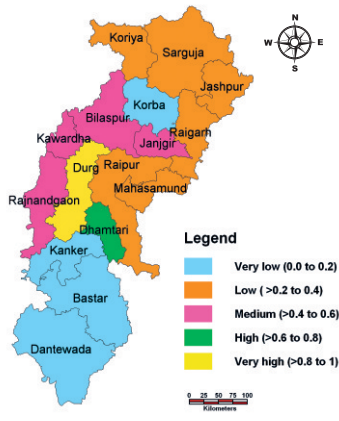 N
W E
S
Koriya
Sarguja
Jashpur
Korba
Bilaspur
Raigarh
Kawardha
Janjgir
Durg
Raipur
Mahasamund
Rajnandgaon
Dhamtari
Kanker
Bastar
Dantewada
Legend
Very low (0.0 to 0.2)
Low ( >0.2 to 0.4)
Medium (>0.4 to 0.6)
High (>0.6 to 0.8)
Very high (>0.8 to 1)
0 25 50 75 100
Kilometers